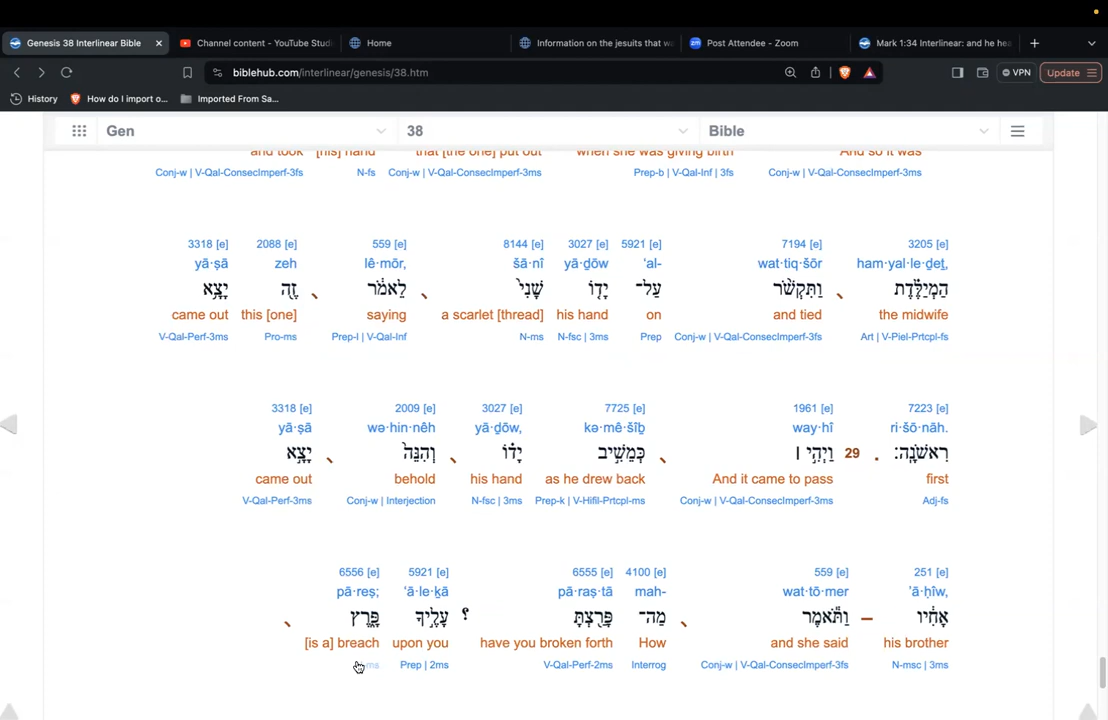 Genesis 38 Interlinear Bible
Channel content - YouTube Stud
Home
Information on the jesuits that wa
Post Attendee - Zoom
Mark 1:34 Interlinear: and he hea
biblehub.com/interlinear/genesis/38.htm
VPN
Update
History
How do I import o...
Imported From Sa...
Gen
38
Bible
and took [his] hand that [the one] put out when she was giving birth And so it was
Conj-w | V-Qal-ConsecImperf-3fs N-fs Conj-w | V-Qal-ConsecImperf-3ms Prep-b | V-Qal-Inf | 3fs Conj-w | V-Qal-ConsecImperf-3ms
3318 [e] 2088 [e] 559 [e] 8144 [e] 3027 [e] 5921 [e] 7194 [e] 3205 [e]
yā·ṣā zeh lê·mōr, šā·nî yā·ḏōw ‘al- wat·tiq·šōr ham·yal·le·ḏeṯ,
הַמְיַלֶּ֗דֶת וַתִּקְשֹׁ֨ר עַל־ יָד֤וֹ שָׁנִי֙ לֵאמֹ֔ר זֶ֖ה יָצָ֥א
came out this [one] saying a scarlet [thread] his hand on and tied the midwife
V-Qal-Perf-3ms Pro-ms Prep-l | V-Qal-Inf N-ms N-fsc | 3ms Prep Conj-w | V-Qal-ConsecImperf-3fs Art | V-Piel-Prtcpl-fs
3318 [e] 2009 [e] 3027 [e] 7725 [e] 1961 [e] 7223 [e]
yā·ṣā wə·hin·nêh yā·ḏōw, kə·mê·šîḇ way·hî ri·šō·nāh.
רִאשֹׁנָֽה׃ . 29 וַיְהִ֣י ׀ כְּמֵשִׁ֣יב יָד֗וֹ וְהִנֵּה֙ יָצָ֣א
came out behold his hand as he drew back And it came to pass first
V-Qal-Perf-3ms Conj-w | Interjection N-fsc | 3ms Prep-k | V-Hifil-Prtcpl-ms Conj-w | V-Qal-ConsecImperf-3ms Adj-fs
6556 [e] 5921 [e] 6555 [e] 4100 [e] 559 [e] 251 [e]
pā·reṣ; ‘ā·le·ḵā pā·raṣ·tā mah- wat·tō·mer ’ā·ḥîw,
אָחִ֔יו – וַתֹּ֕אמֶר מַה־ פָּרַ֖צְתָּ ؟ עָלֶ֣יךָ פָּ֑רֶץ
[is a] breach upon you have you broken forth How and she said his brother
ms Prep | 2ms V-Qal-Perf-2ms Interrog Conj-w | V-Qal-ConsecImperf-3fs N-msc | 3ms